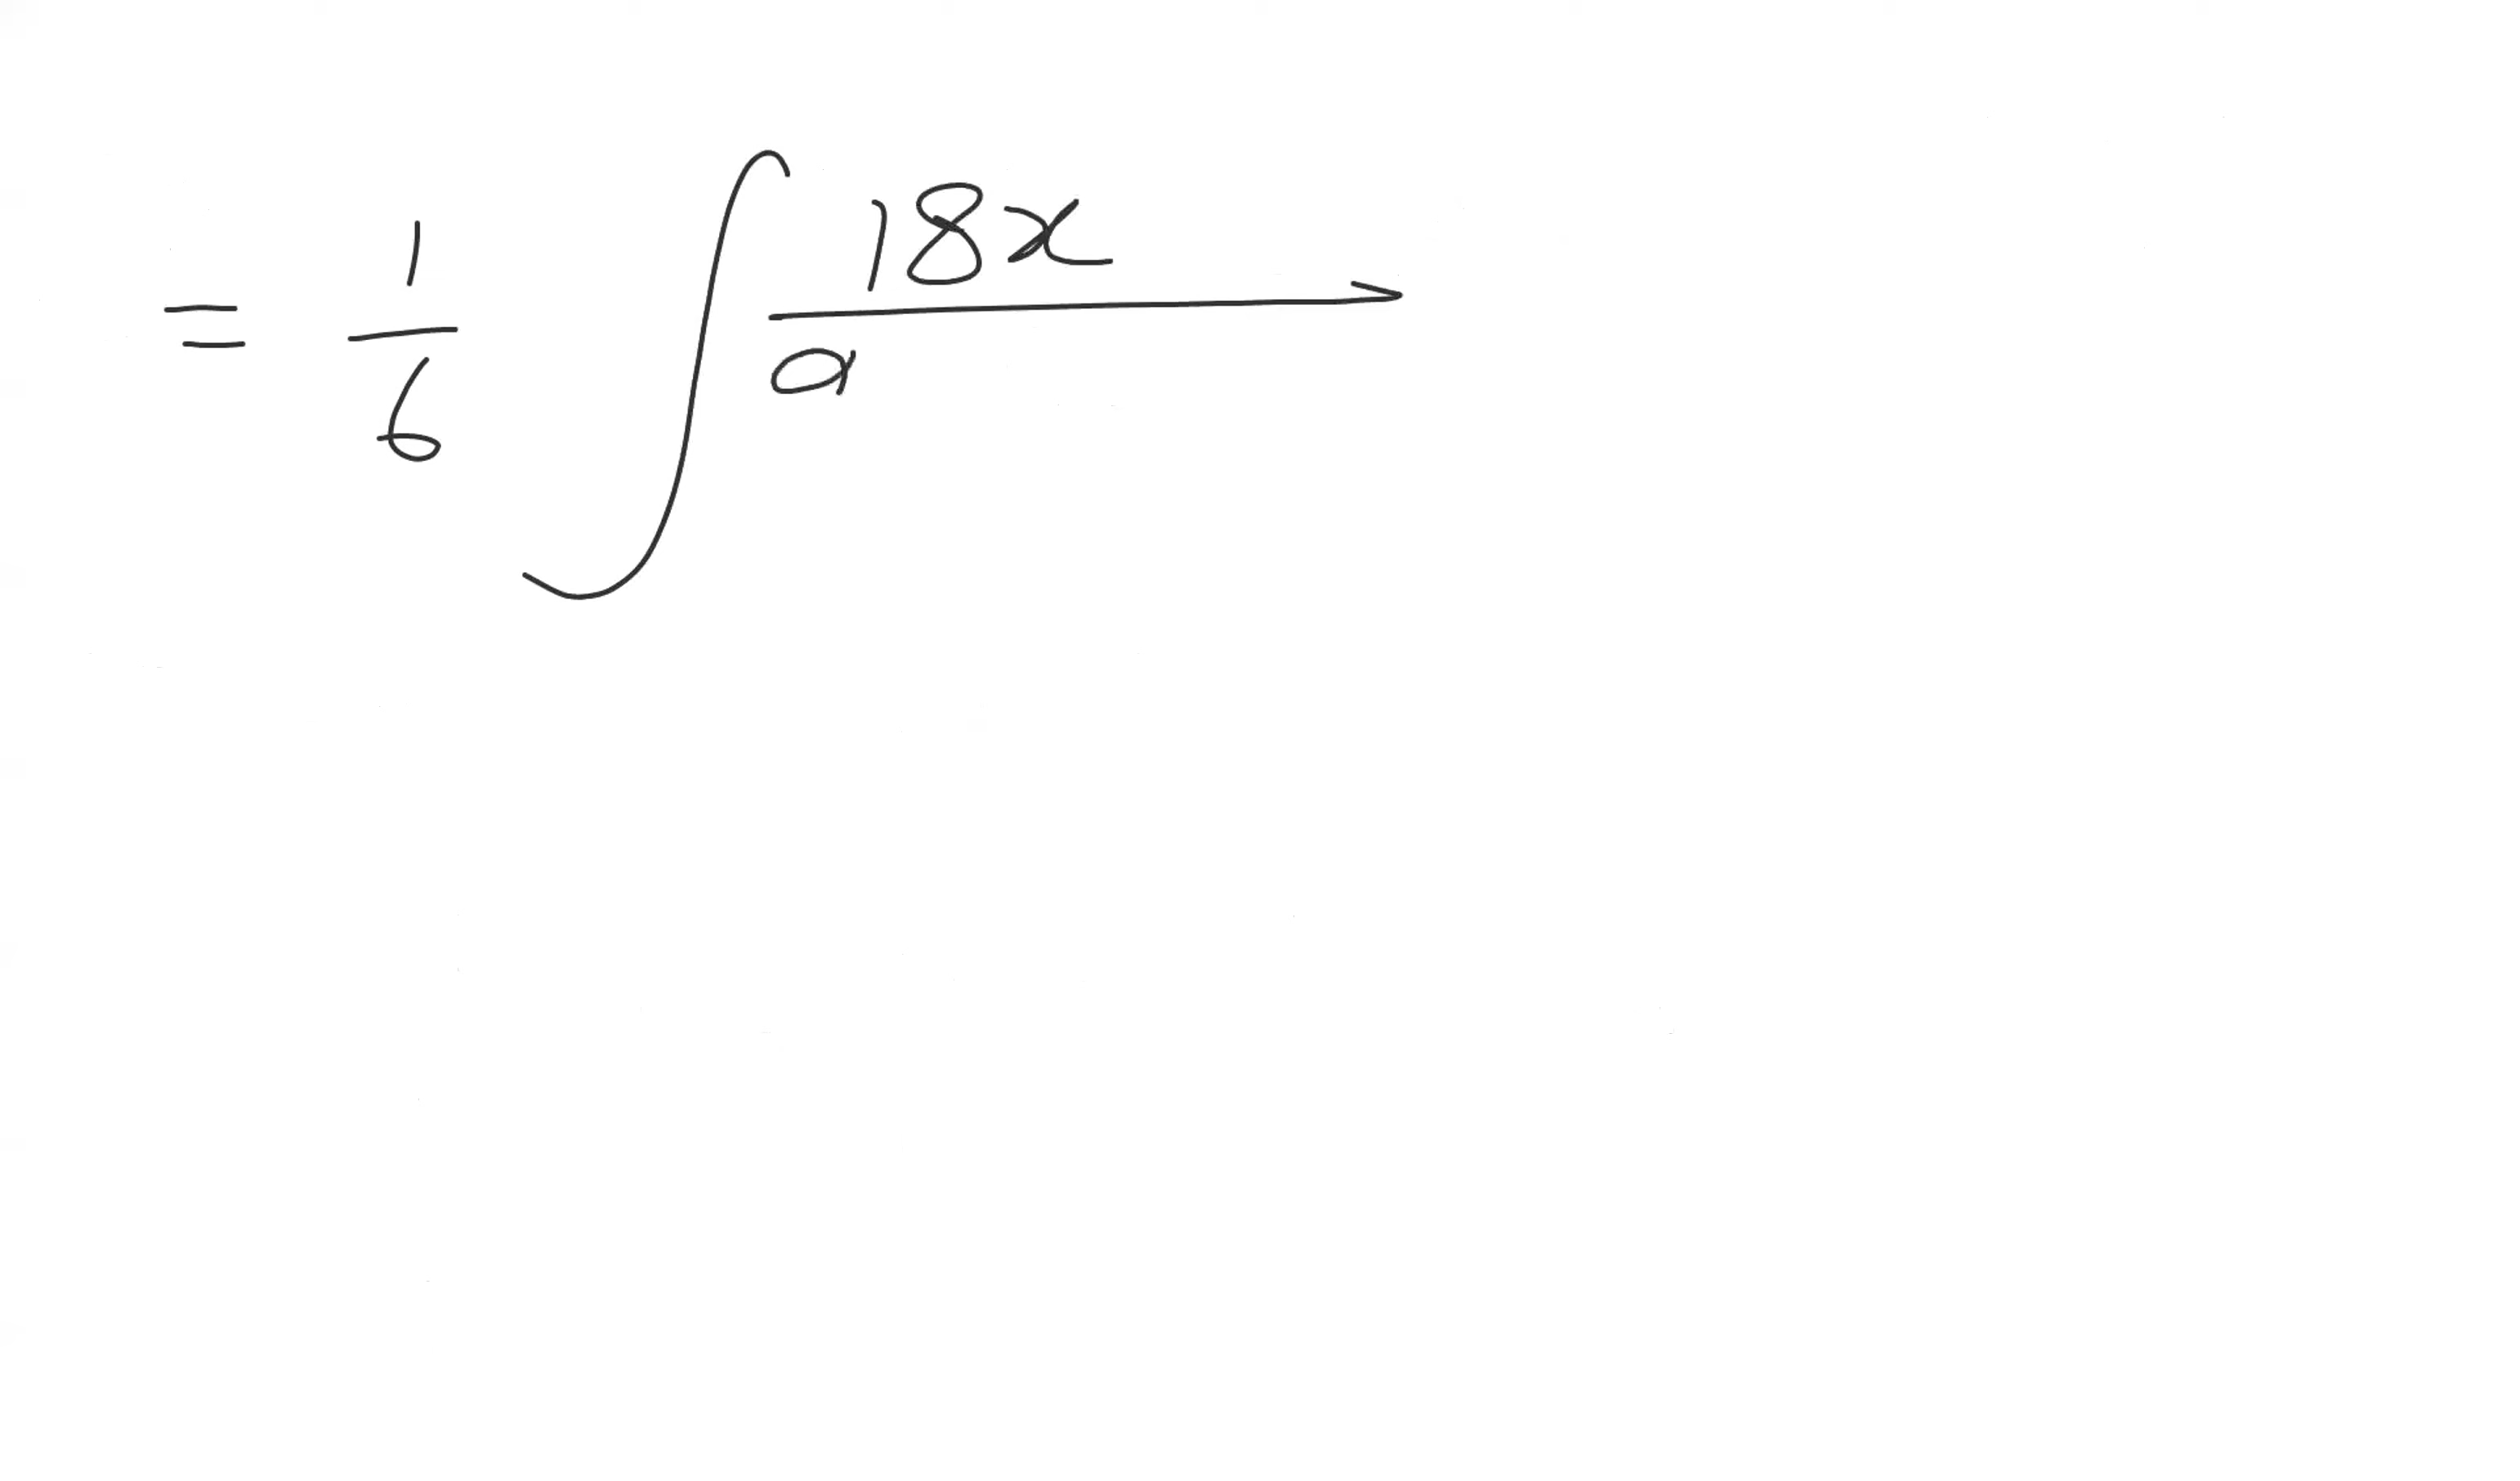 = 1/6 ∫ 18x/a